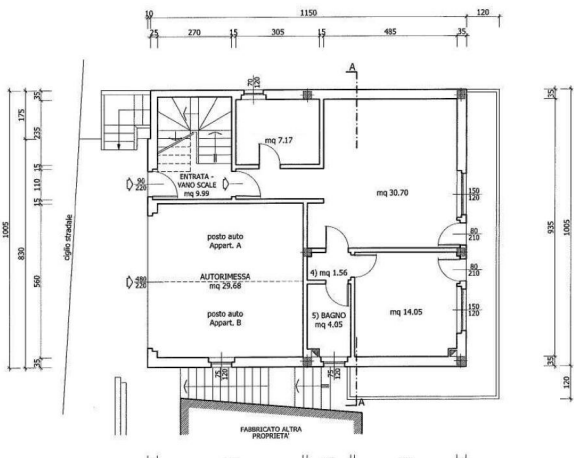 10
1150
120
25
270
15
305
15
485
35
A
35
175
235
15
110
15
830
1005
560
35
ciglio stradale
70
120
mq 7.17
90
220
ENTRATA -
VANO SCALE
mq 9.99
mq 30.70
150
120
80
210
35
935
1005
posto auto
Appart. A
480
220
AUTORIMESSA
mq 29.68
posto auto
Appart. B
4) mq 1.56
5) BAGNO
mq 4.05
mq 14.05
80
210
150
120
75
120
75
120
35
120
A
FABBRICATO ALTRA
PROPRIETA'